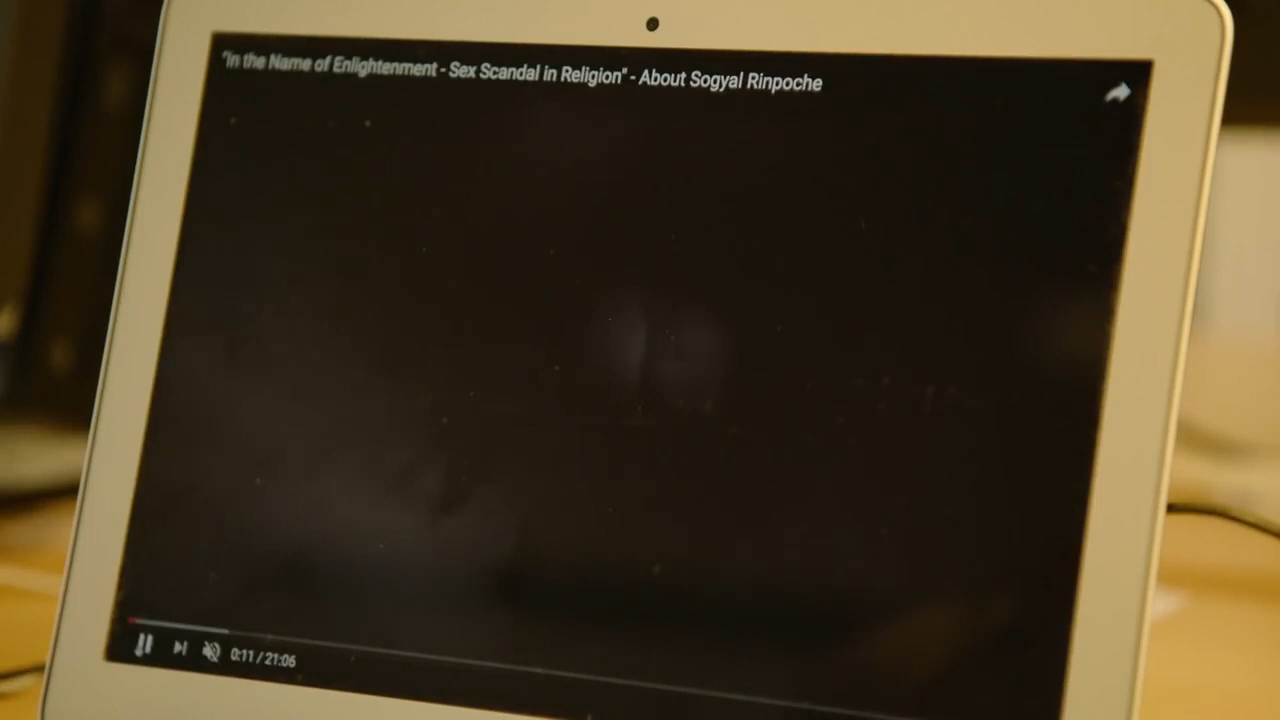 "In the Name of Enlightenment - Sex Scandal in Religion" - About Sogyal Rinpoche
0:11 / 21:06